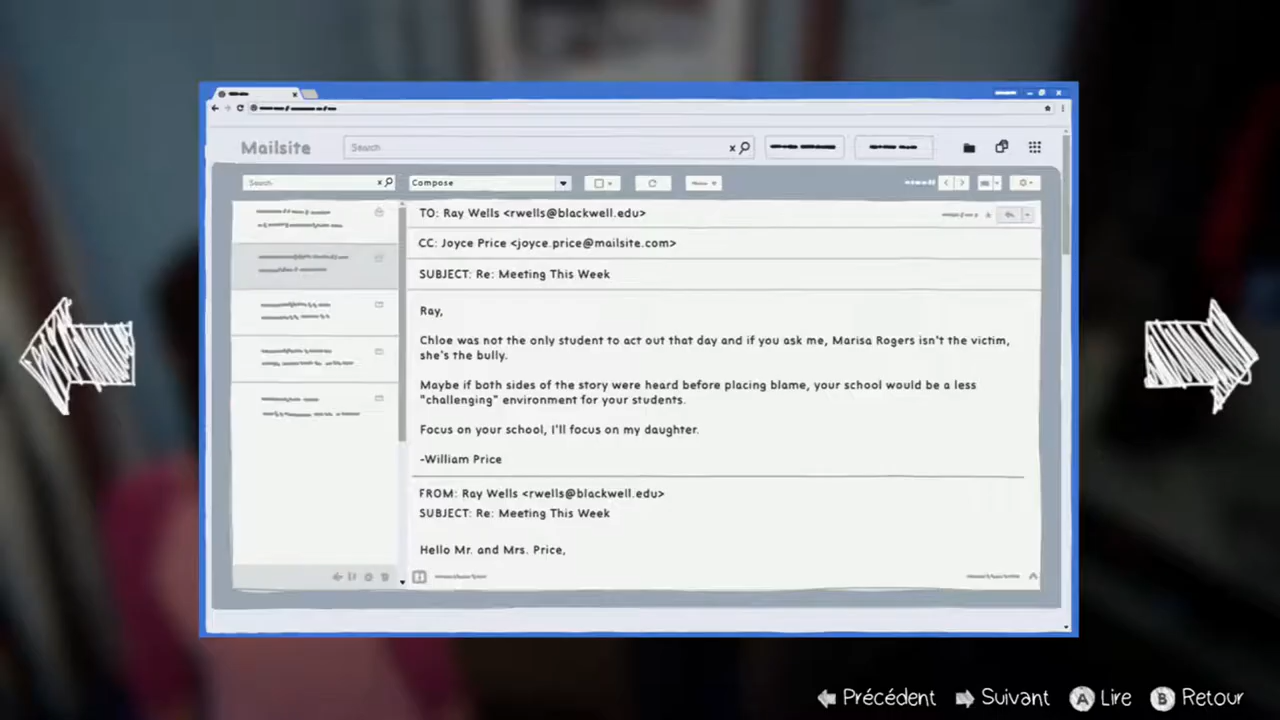 Mailsite
Search
Search
Compose
TO: Ray Wells <rwells@blackwell.edu>
CC: Joyce Price <joyce.price@mailsite.com>
SUBJECT: Re: Meeting This Week
Ray,
Chloe was not the only student to act out that day and if you ask me, Marisa Rogers isn't the victim,
she's the bully.
Maybe if both sides of the story were heard before placing blame, your school would be a less
"challenging" environment for your students.
Focus on your school, I'll focus on my daughter.
-William Price
FROM: Ray Wells <rwells@blackwell.edu>
SUBJECT: Re: Meeting This Week
Hello Mr. and Mrs. Price,
Précédent
Suivant
A Lire
B Retour